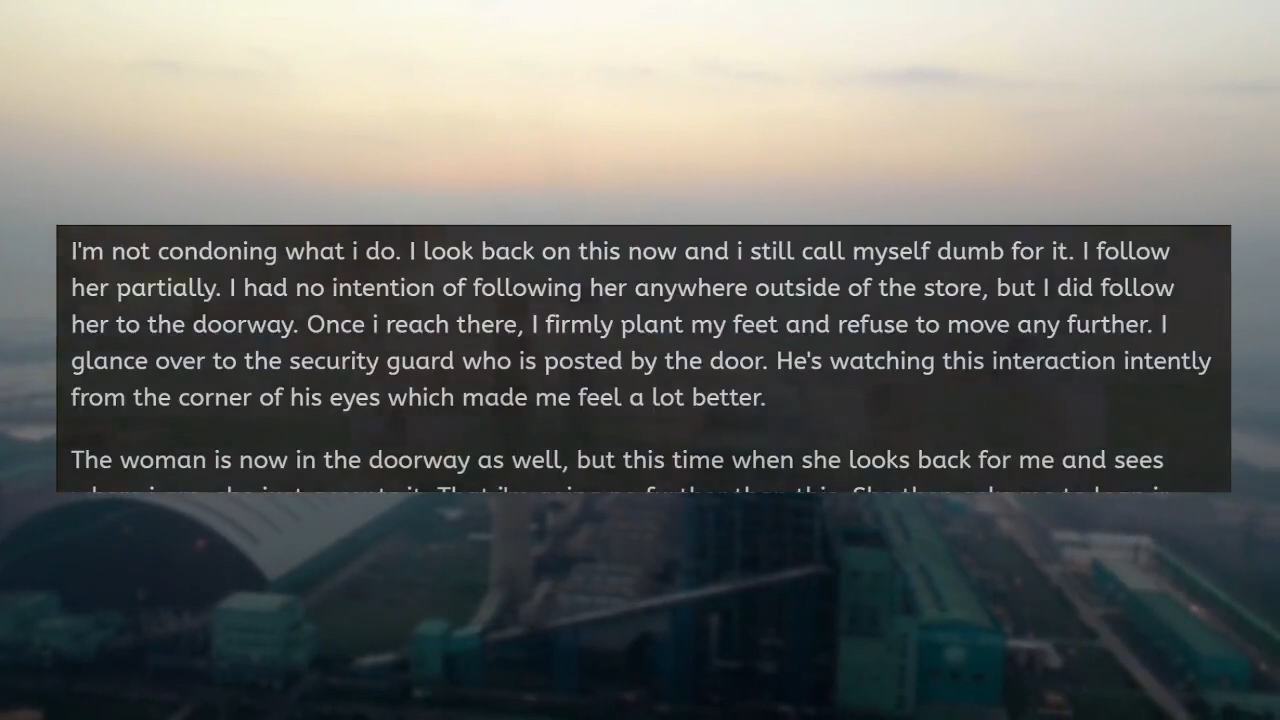 I'm not condoning what i do. I look back on this now and i still call myself dumb for it. I follow
her partially. I had no intention of following her anywhere outside of the store, but I did follow
her to the doorway. Once i reach there, I firmly plant my feet and refuse to move any further. I
glance over to the security guard who is posted by the door. He's watching this interaction intently
from the corner of his eyes which made me feel a lot better.
The woman is now in the doorway as well, but this time when she looks back for me and sees